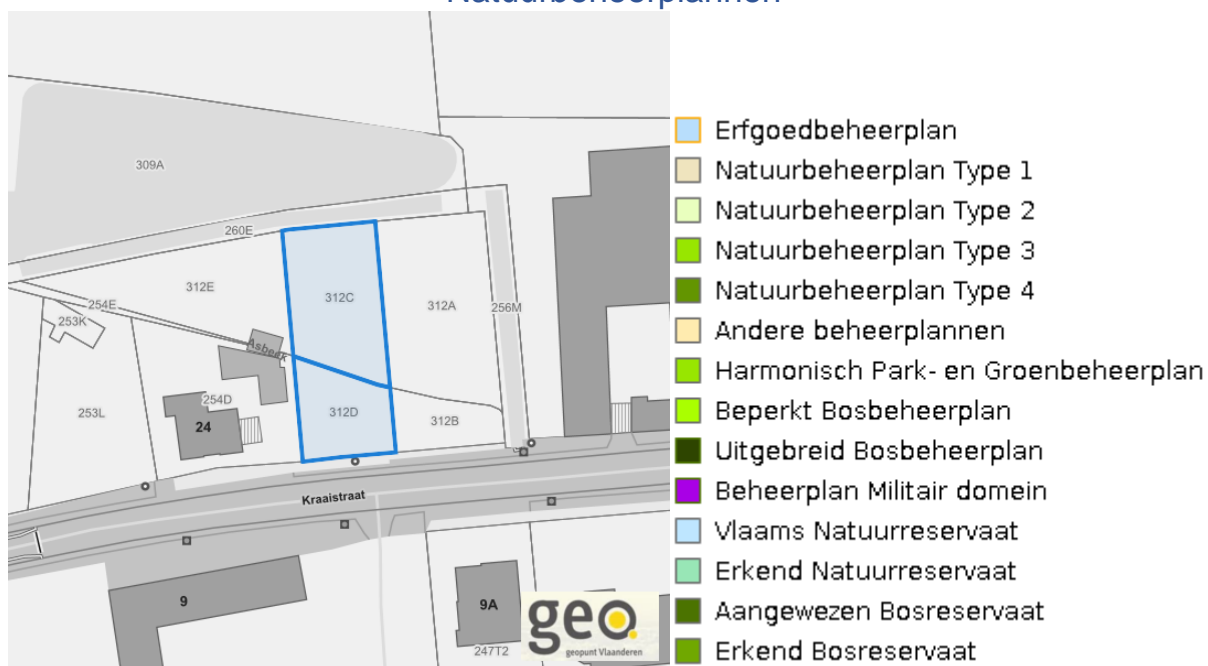 Natuurbeheerplannen
309A
260E
312E
312C
312A
256M
254E
253K
Asbeek
253L
254D
24
312D
312B
Kraaistraat
9
9A
247T2
geo
geopunt Vlaanderen
Erfgoedbeheerplan
Natuurbeheerplan Type 1
Natuurbeheerplan Type 2
Natuurbeheerplan Type 3
Natuurbeheerplan Type 4
Andere beheerplannen
Harmonisch Park- en Groenbeheerplan
Beperkt Bosbeheerplan
Uitgebreid Bosbeheerplan
Beheerplan Militair domein
Vlaams Natuurreservaat
Erkend Natuurreservaat
Aangewezen Bosreservaat
Erkend Bosreservaat